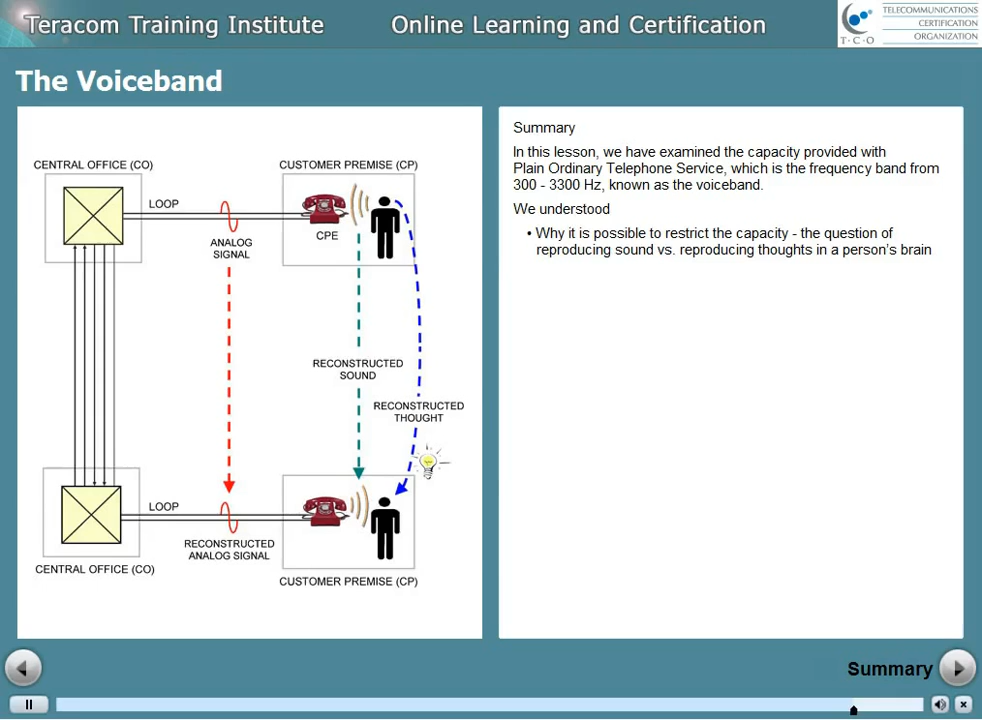 Teracom Training Institute
Online Learning and Certification
TELECOMMUNICATIONS
CERTIFICATION
ORGANIZATION
T·C·O
The Voiceband
CENTRAL OFFICE (CO)
CUSTOMER PREMISE (CP)
LOOP
CPE
ANALOG
SIGNAL
RECONSTRUCTED
SOUND
RECONSTRUCTED
THOUGHT
LOOP
RECONSTRUCTED
ANALOG SIGNAL
CENTRAL OFFICE (CO)
CUSTOMER PREMISE (CP)
Summary
In this lesson, we have examined the capacity provided with
Plain Ordinary Telephone Service, which is the frequency band from
300 - 3300 Hz, known as the voiceband.
We understood
• Why it is possible to restrict the capacity - the question of
reproducing sound vs. reproducing thoughts in a person's brain
Summary